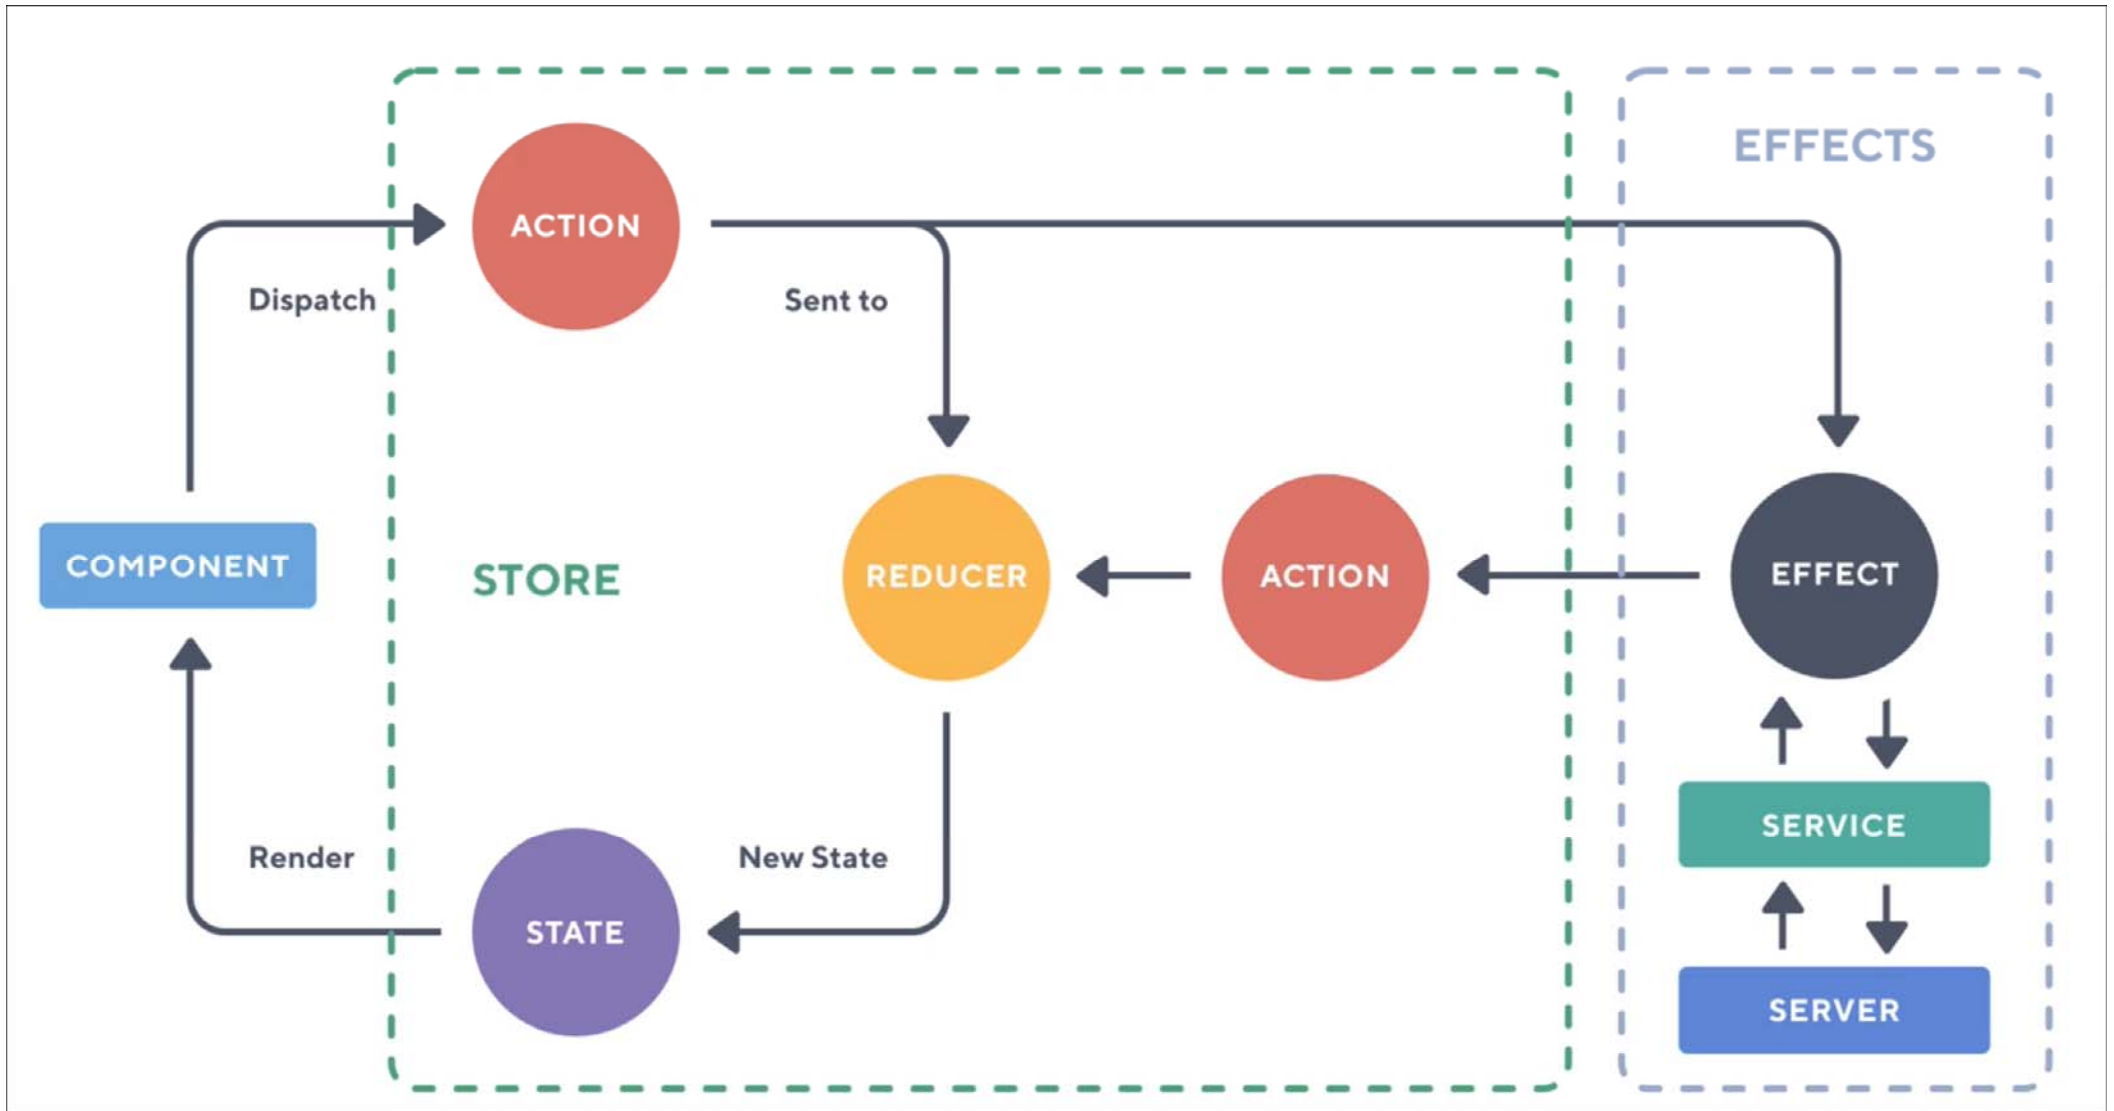 EFFECTS
ACTION
Dispatch
Sent to
COMPONENT
STORE
REDUCER
ACTION
EFFECT
SERVICE
Render
New State
STATE
SERVER